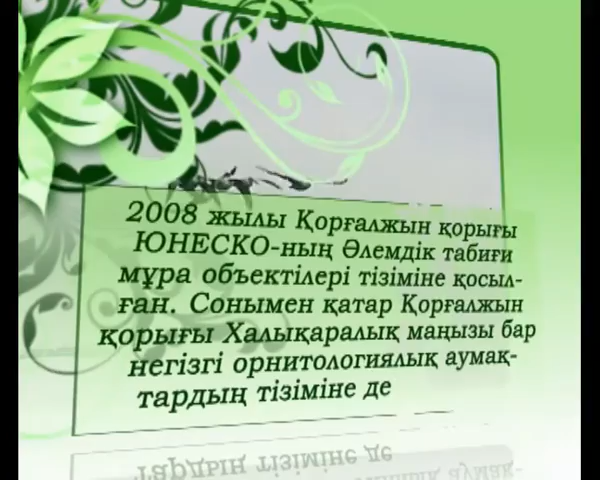 2008 жылы Қорғалжын қорығы
ЮНЕСКО-ның Әлемдік табиғи
мұра объектілері тізіміне қосыл-
ған. Сонымен қатар Қорғалжын
қорығы Халықаралық маңызы бар
негізгі орнитологиялық аумақ-
тардың тізіміне де